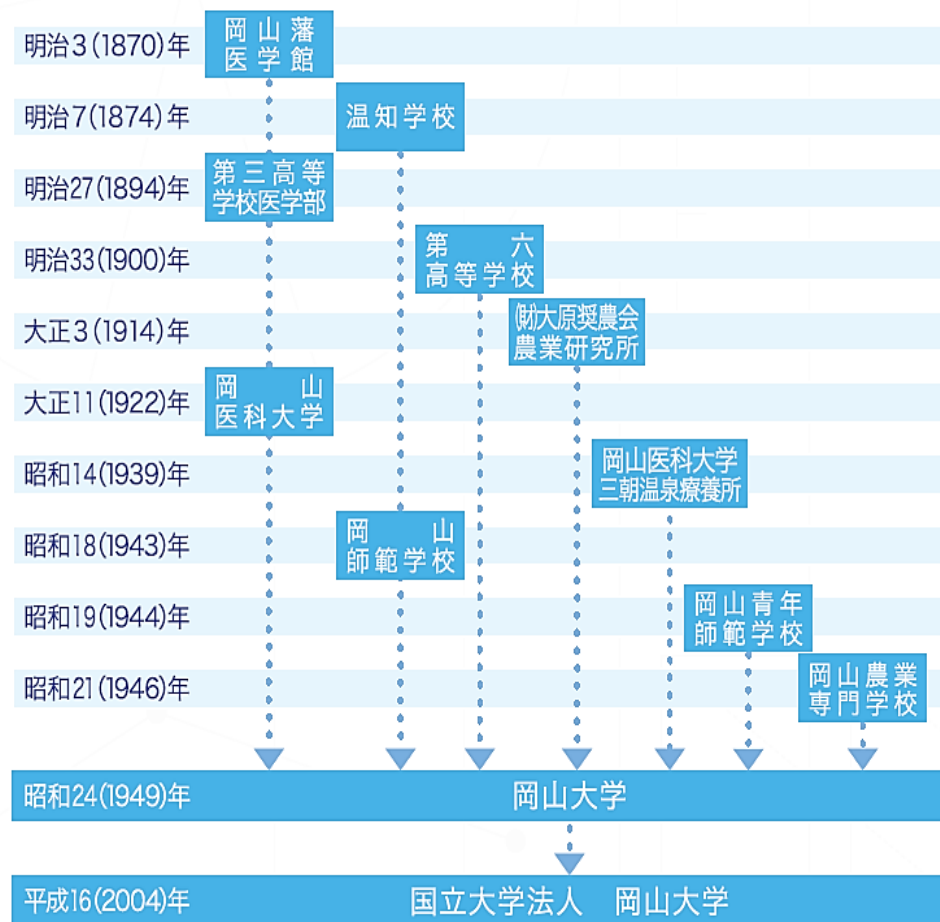 明治3(1870)年
岡山藩
医学館
明治7(1874)年
温知学校
明治27(1894)年
第三高等
学校医学部
明治33(1900)年
第六
高等学校
大正3(1914)年
㈶大原奨農会
農業研究所
大正11(1922)年
岡山
医科大学
昭和14(1939)年
岡山医科大学
三朝温泉療養所
昭和18(1943)年
岡山
師範学校
昭和19(1944)年
岡山青年
師範学校
昭和21(1946)年
岡山農業
専門学校
昭和24(1949)年
岡山大学
平成16(2004)年
国立大学法人 岡山大学